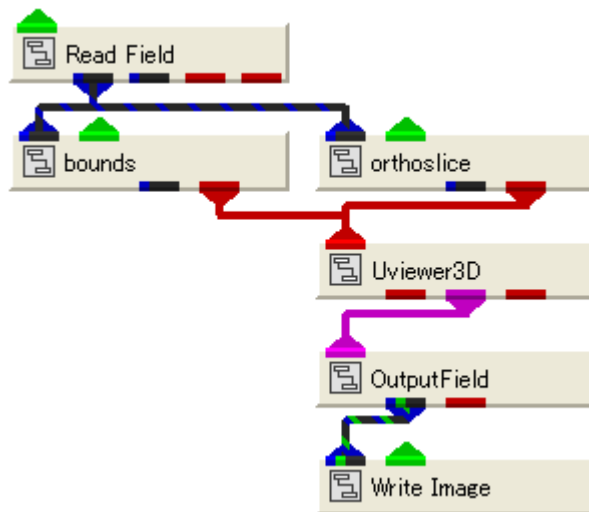 Read Field
bounds
orthoslice
Uviewer3D
OutputField
Write Image